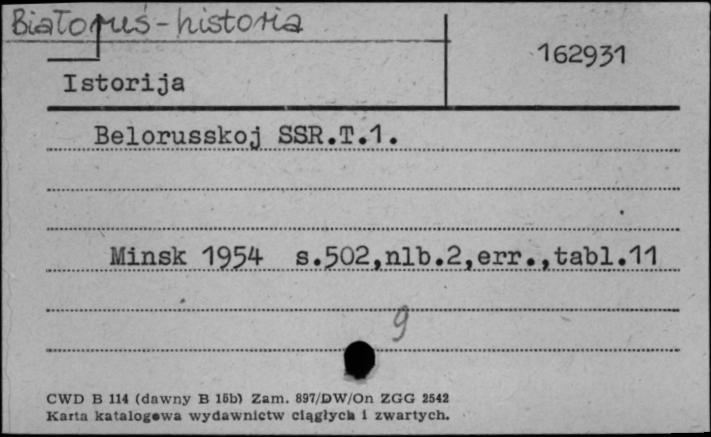 Białoruś - historia
162931
Istorija
Belorusskoj SSR.T.1.
Minsk 1954 s.502,nlb.2,err.,tabl.11
9
CWD B 114 (dawny B 15b) Zam. 897/DW/On ZGG 2542
Karta katalogowa wydawnictw ciągłych i zwartych.